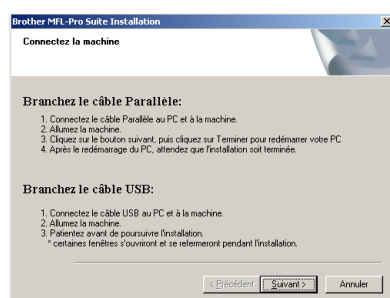 Brother MFL-Pro Suite Installation
Connectez la machine
Branchez le câble Parallèle:
1. Connectez le câble Parallèle au PC et à la machine.
2. Allumez la machine.
3. Cliquez sur le bouton suivant, puis cliquez sur Terminer pour redémarrer votre PC
4. Après le redémarrage du PC, attendez que l'installation soit terminée.
Branchez le câble USB:
1. Connectez le câble USB au PC et à la machine.
2. Allumez la machine.
3. Patientez avant de poursuivre l'installation.
* certaines fenêtres s'ouvriront et se refermeront pendant l'installation.
< Précédent Suivant > Annuler